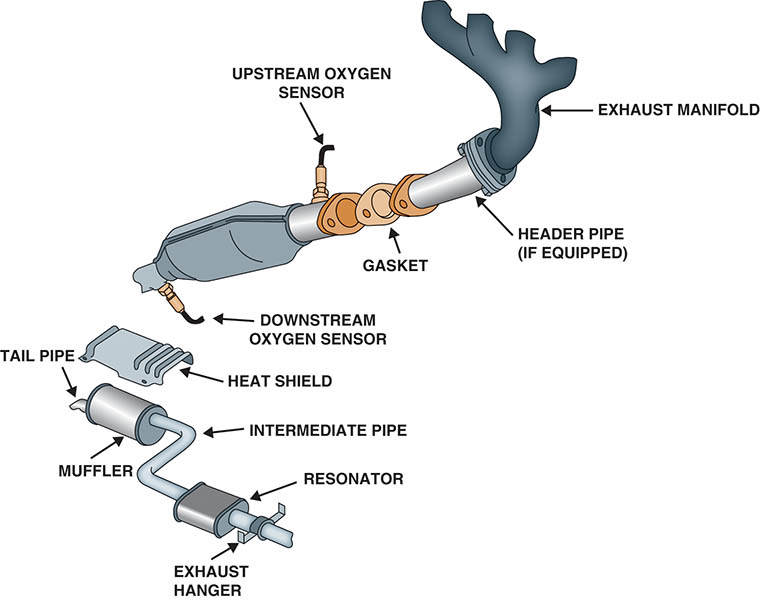 UPSTREAM OXYGEN
SENSOR
EXHAUST MANIFOLD
HEADER PIPE
(IF EQUIPPED)
GASKET
DOWNSTREAM
OXYGEN SENSOR
TAIL PIPE
HEAT SHIELD
INTERMEDIATE PIPE
MUFFLER
RESONATOR
EXHAUST
HANGER